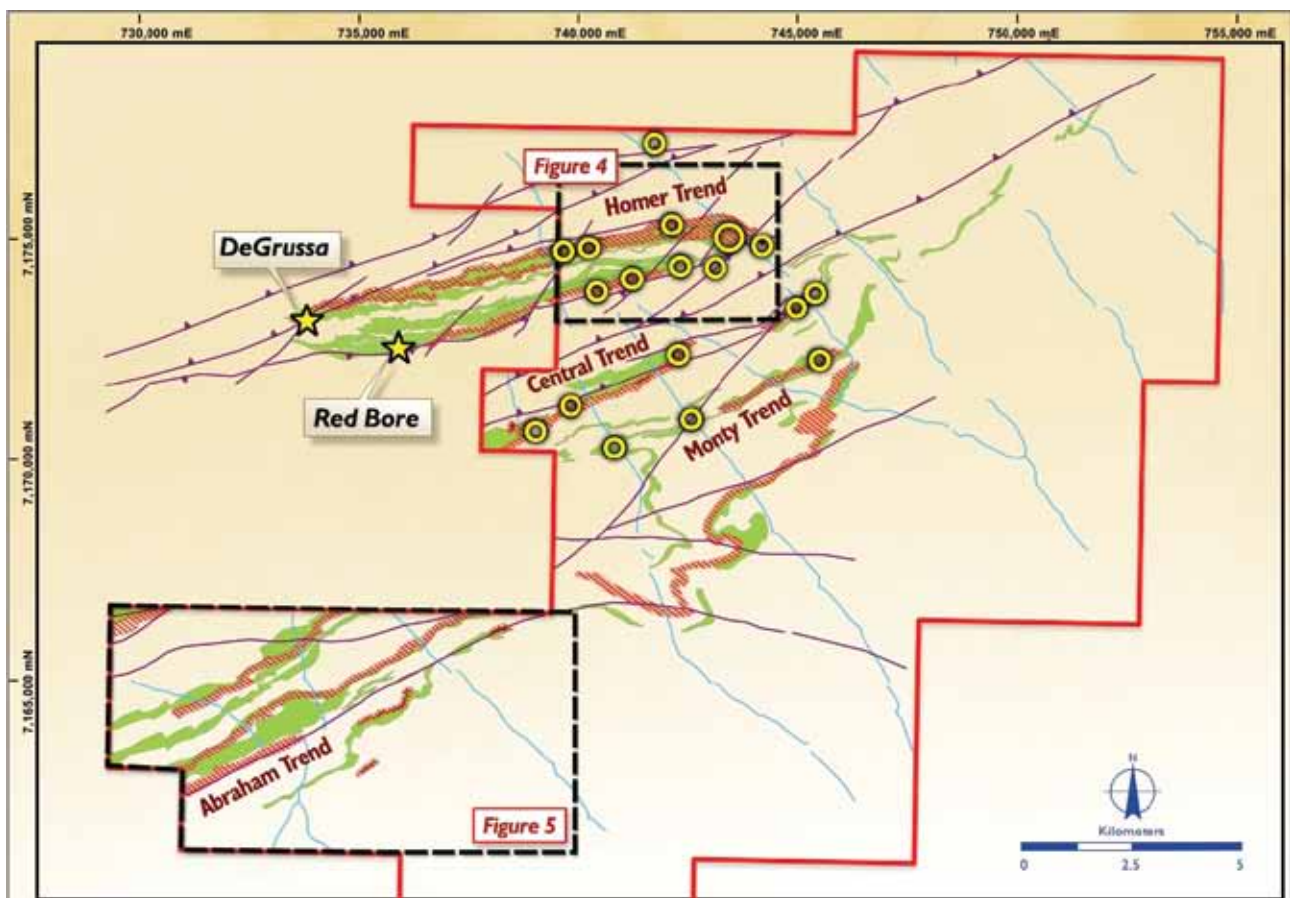 730,000 mE
735,000 mE
740,000 mE
745,000 mE
750,000 mE
755,000 mE
7,175,000 mN
7,170,000 mN
7,165,000 mN
Figure 4
Homer Trend
DeGrussa
Red Bore
Central Trend
Monty Trend
Abraham Trend
Figure 5
N
Kilometers
0
2.5
5